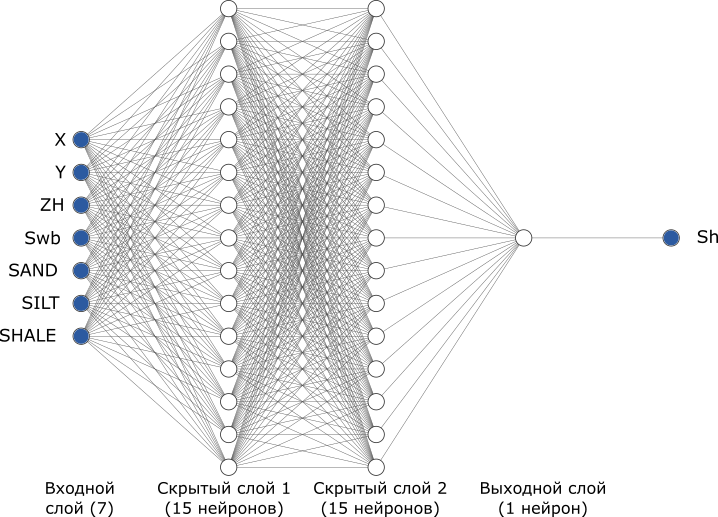 X
Y
ZH
Swb
SAND
SILT
SHALE
Sh
Входной
слой (7)
Скрытый слой 1
(15 нейронов)
Скрытый слой 2
(15 нейронов)
Выходной слой
(1 нейрон)